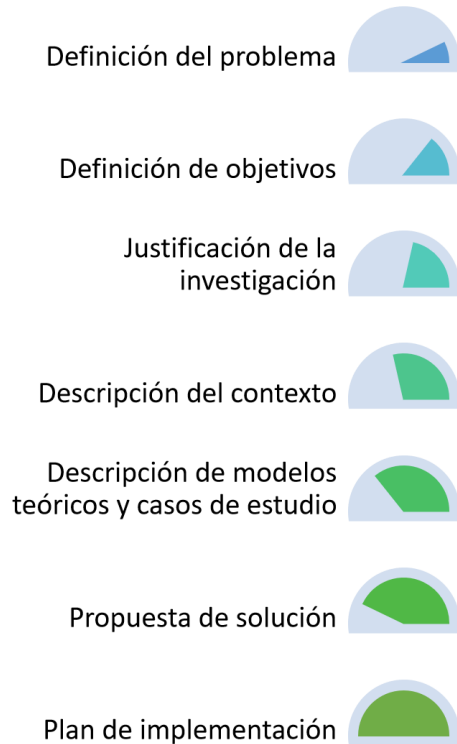 Definición del problema
Definición de objetivos
Justificación de la
investigación
Descripción del contexto
Descripción de modelos
teóricos y casos de estudio
Propuesta de solución
Plan de implementación